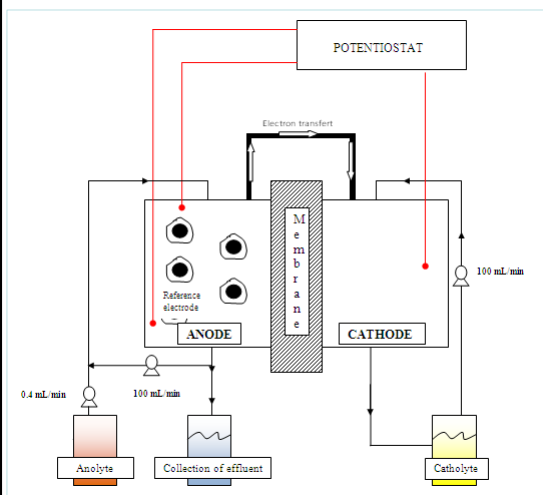 POTENTIOSTAT
Electron transfert
M
e
m
b
r
a
n
e
100 mL/min
Reference
electrode
ANODE
CATHODE
0.4 mL/min
100 mL/min
Anolyte
Collection of effluent
Catholyte